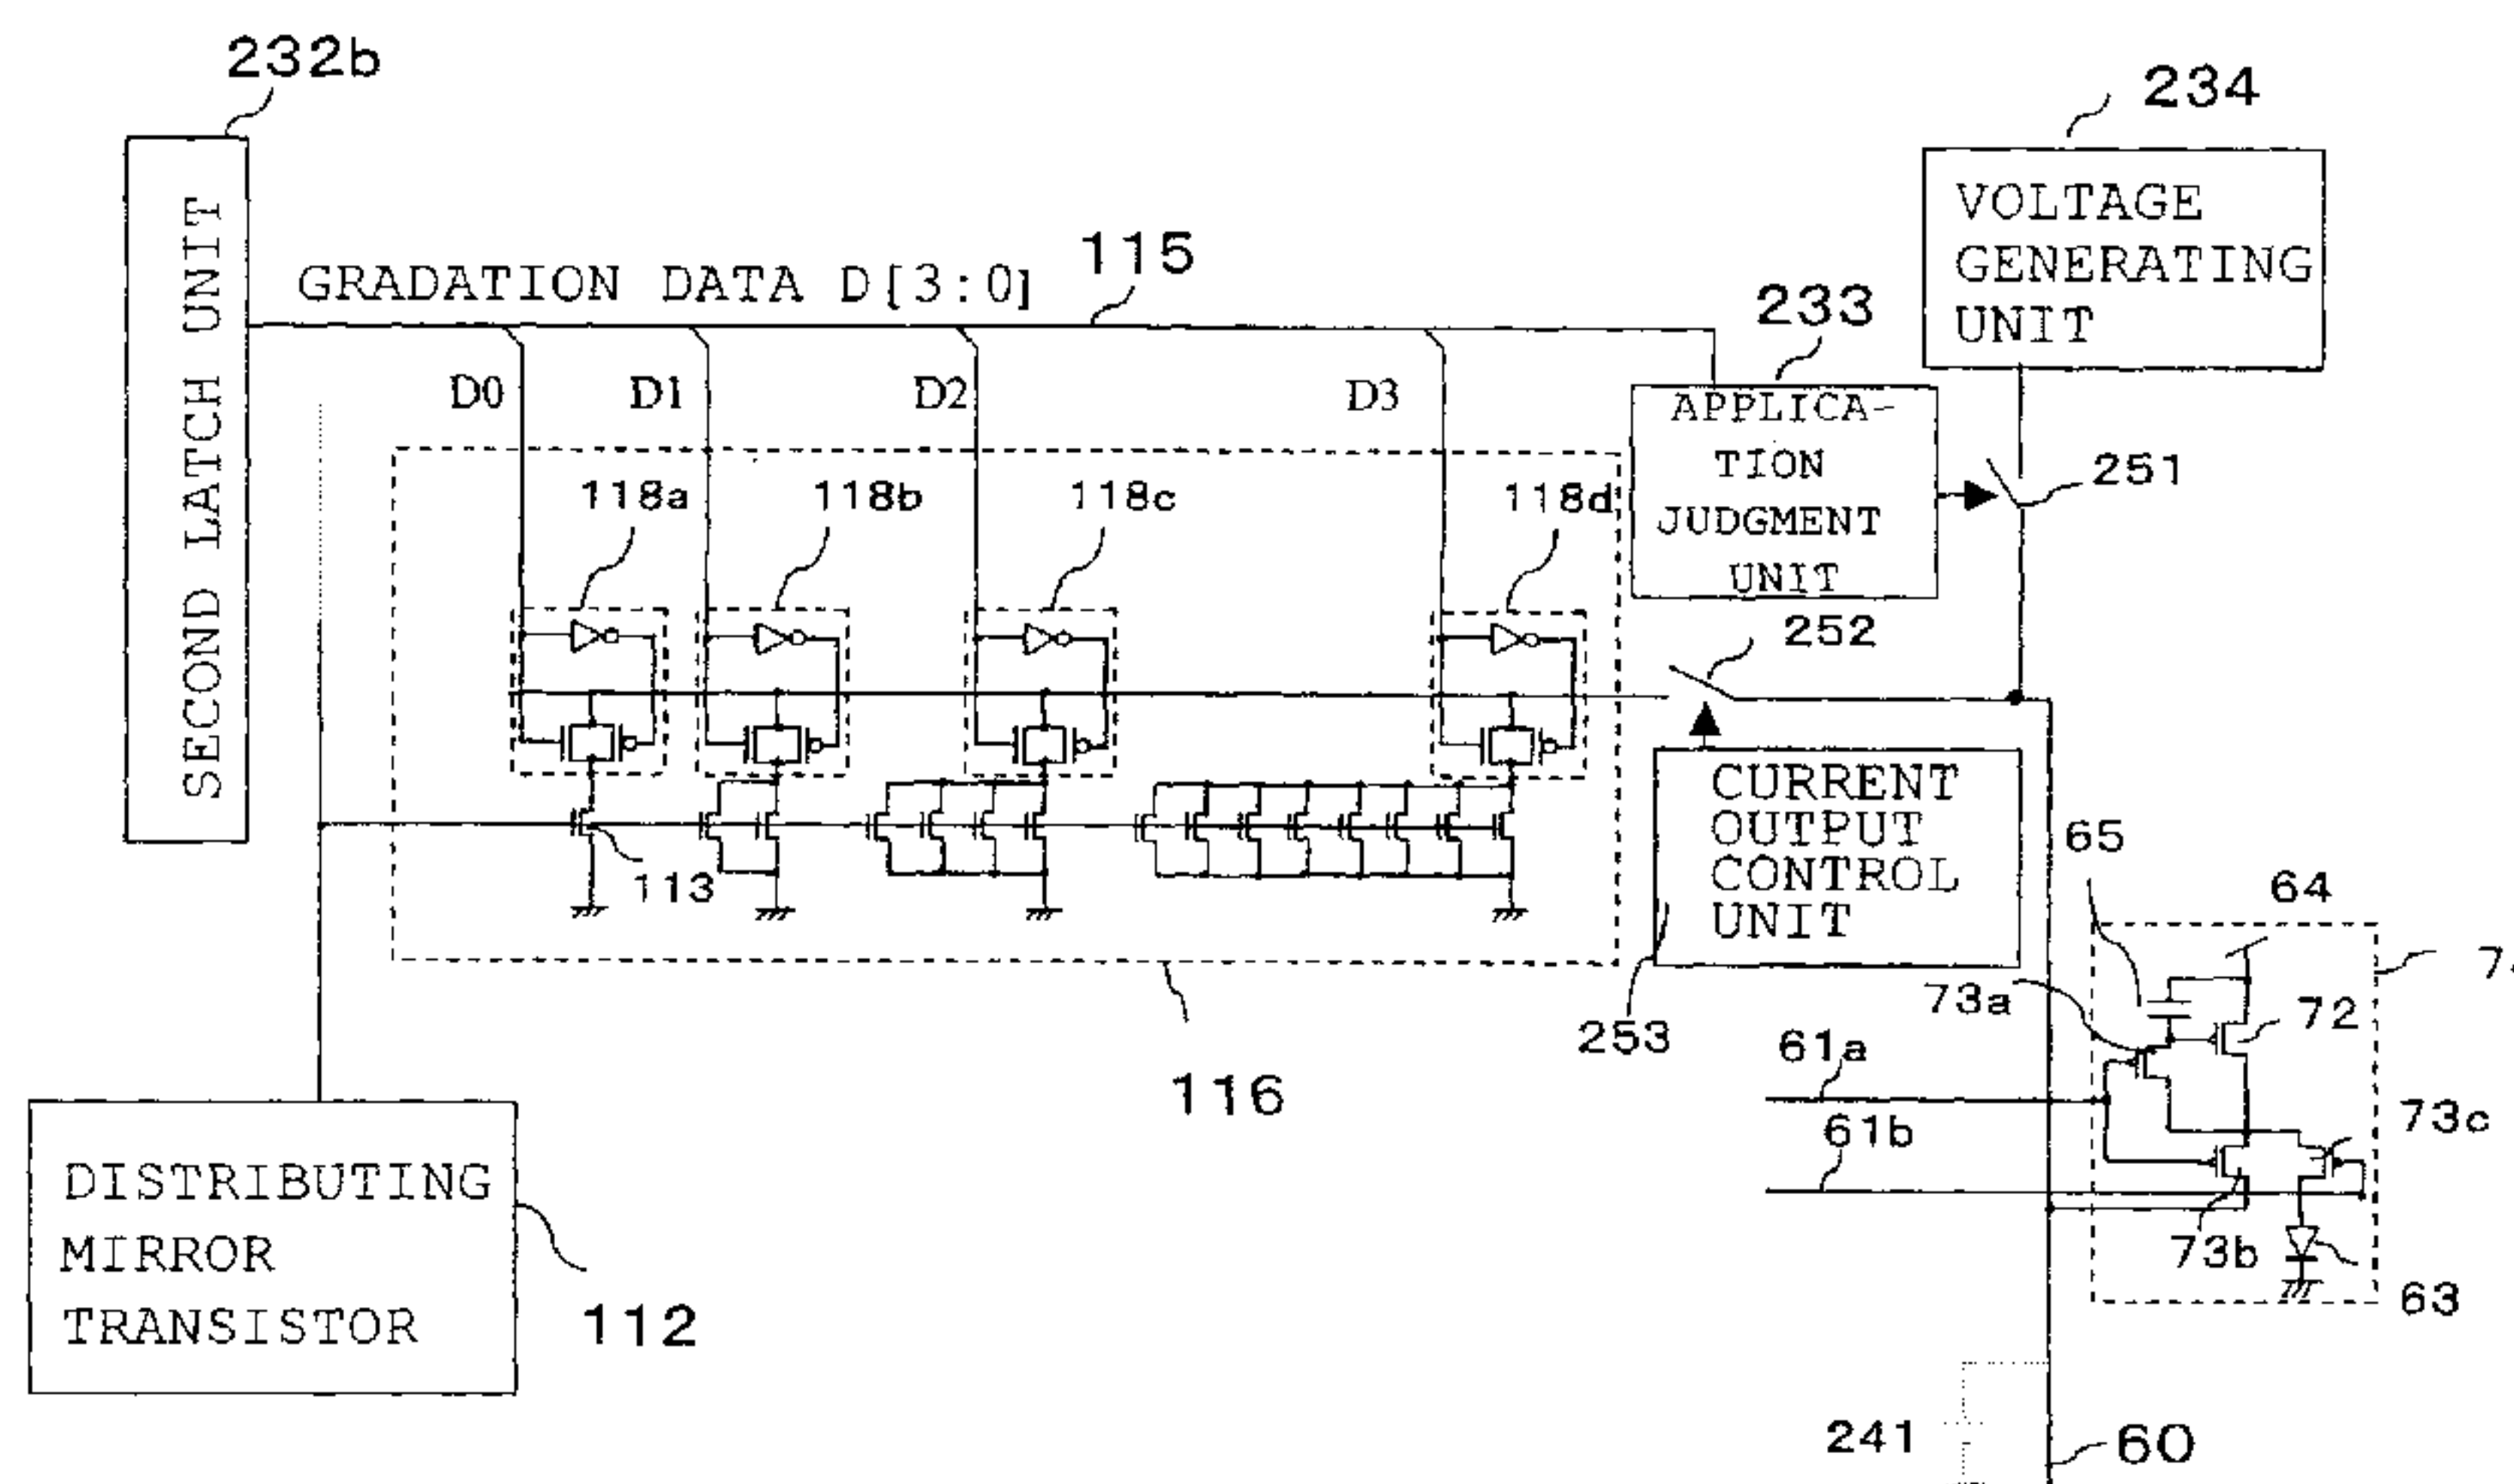 232b
234
VOLTAGE
GENERATING
UNIT
SECOND LATCH UNIT
GRADATION DATA D[3:0]
115
233
D0
D1
D2
D3
APPLICA-
TION
JUDGMENT
UNIT
251
118a
118b
118c
118d
252
113
CURRENT
OUTPUT
CONTROL
UNIT
65
64
253
73a
72
61a
61b
73c
73b
63
116
DISTRIBUTING
MIRROR
TRANSISTOR
112
241
60